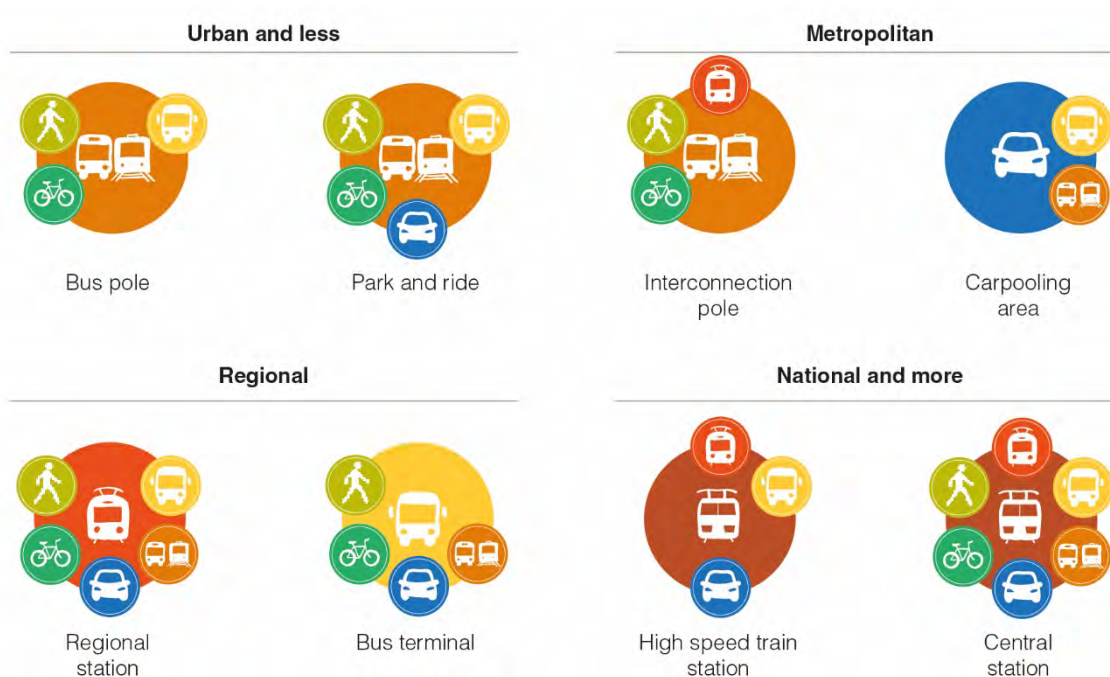 Urban and less
Metropolitan
Bus pole
Park and ride
Interconnection
pole
Carpooling
area
Regional
National and more
Regional
station
Bus terminal
High speed train
station
Central
station